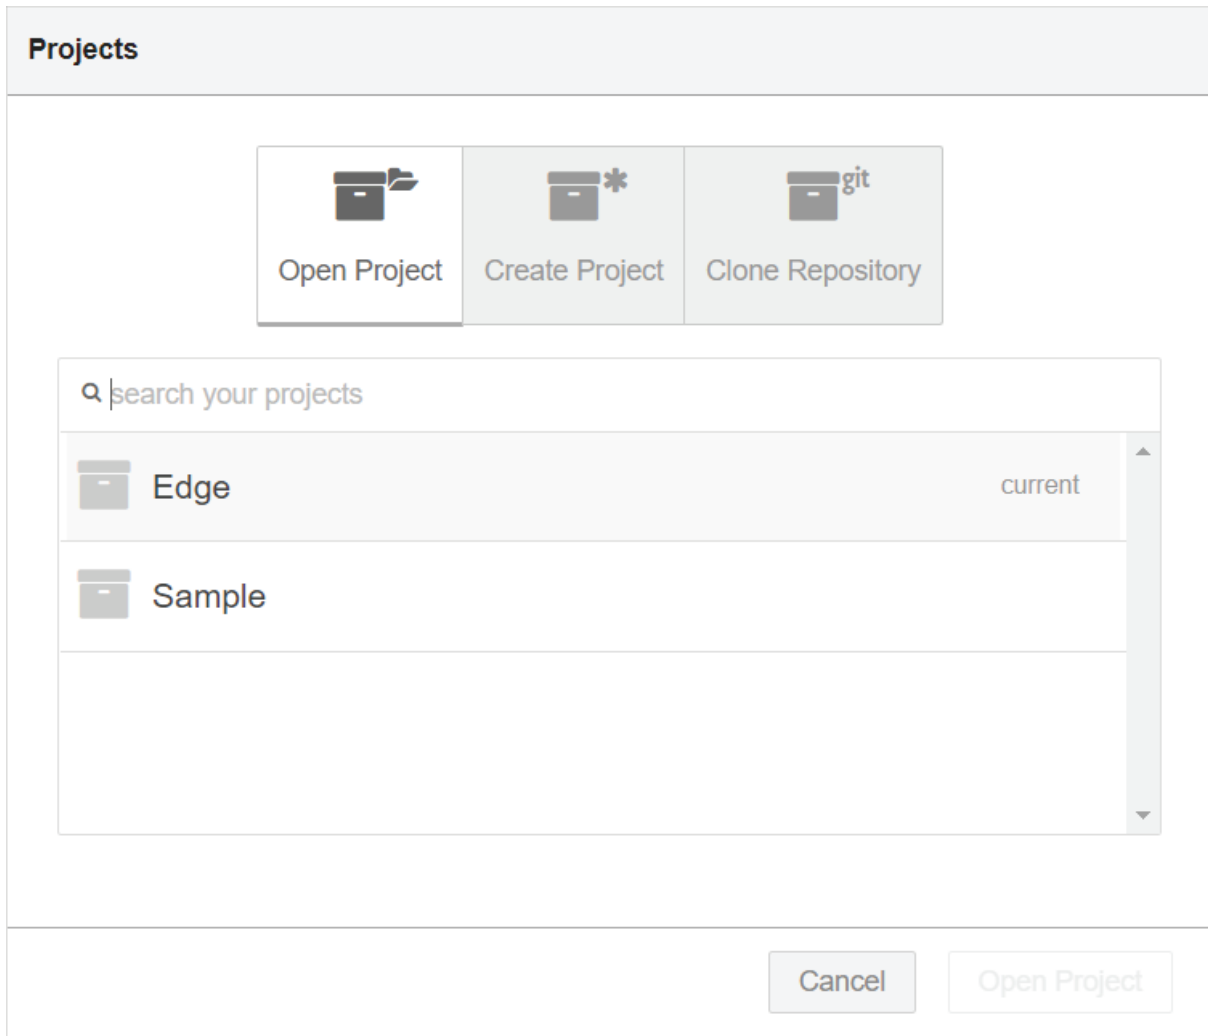 Projects
git
Open Project
Create Project
Clone Repository
search your projects
Edge
current
Sample
Cancel
Open Project